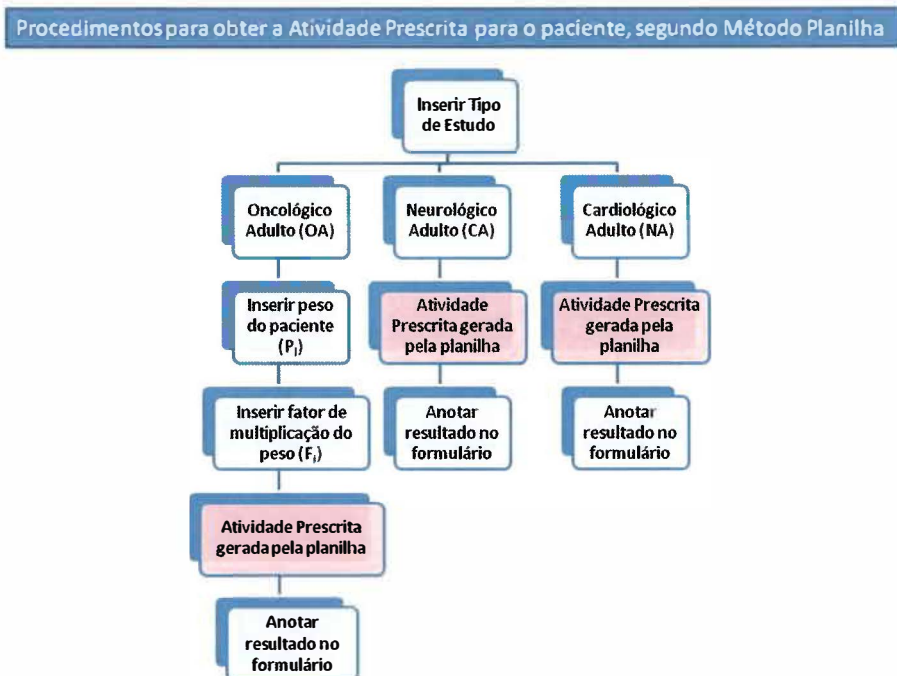 Procedimentos para obter a Atividade Prescrita para o paciente, segundo Método Planilha
Inserir Tipo
de Estudo
Oncológico
Adulto (OA)
Neurológico
Adulto (CA)
Cardiológico
Adulto (NA)
Inserir peso
do paciente
(Pⱼ)
Atividade
Prescrita gerada
pela planilha
Atividade Prescrita
gerada pela
planilha
Inserir fator de
multiplicação do
peso (Fⱼ)
Anotar
resultado no
formulário
Anotar
resultado no
formulário
Atividade Prescrita
gerada pela planilha
Anotar
resultado no
formulário